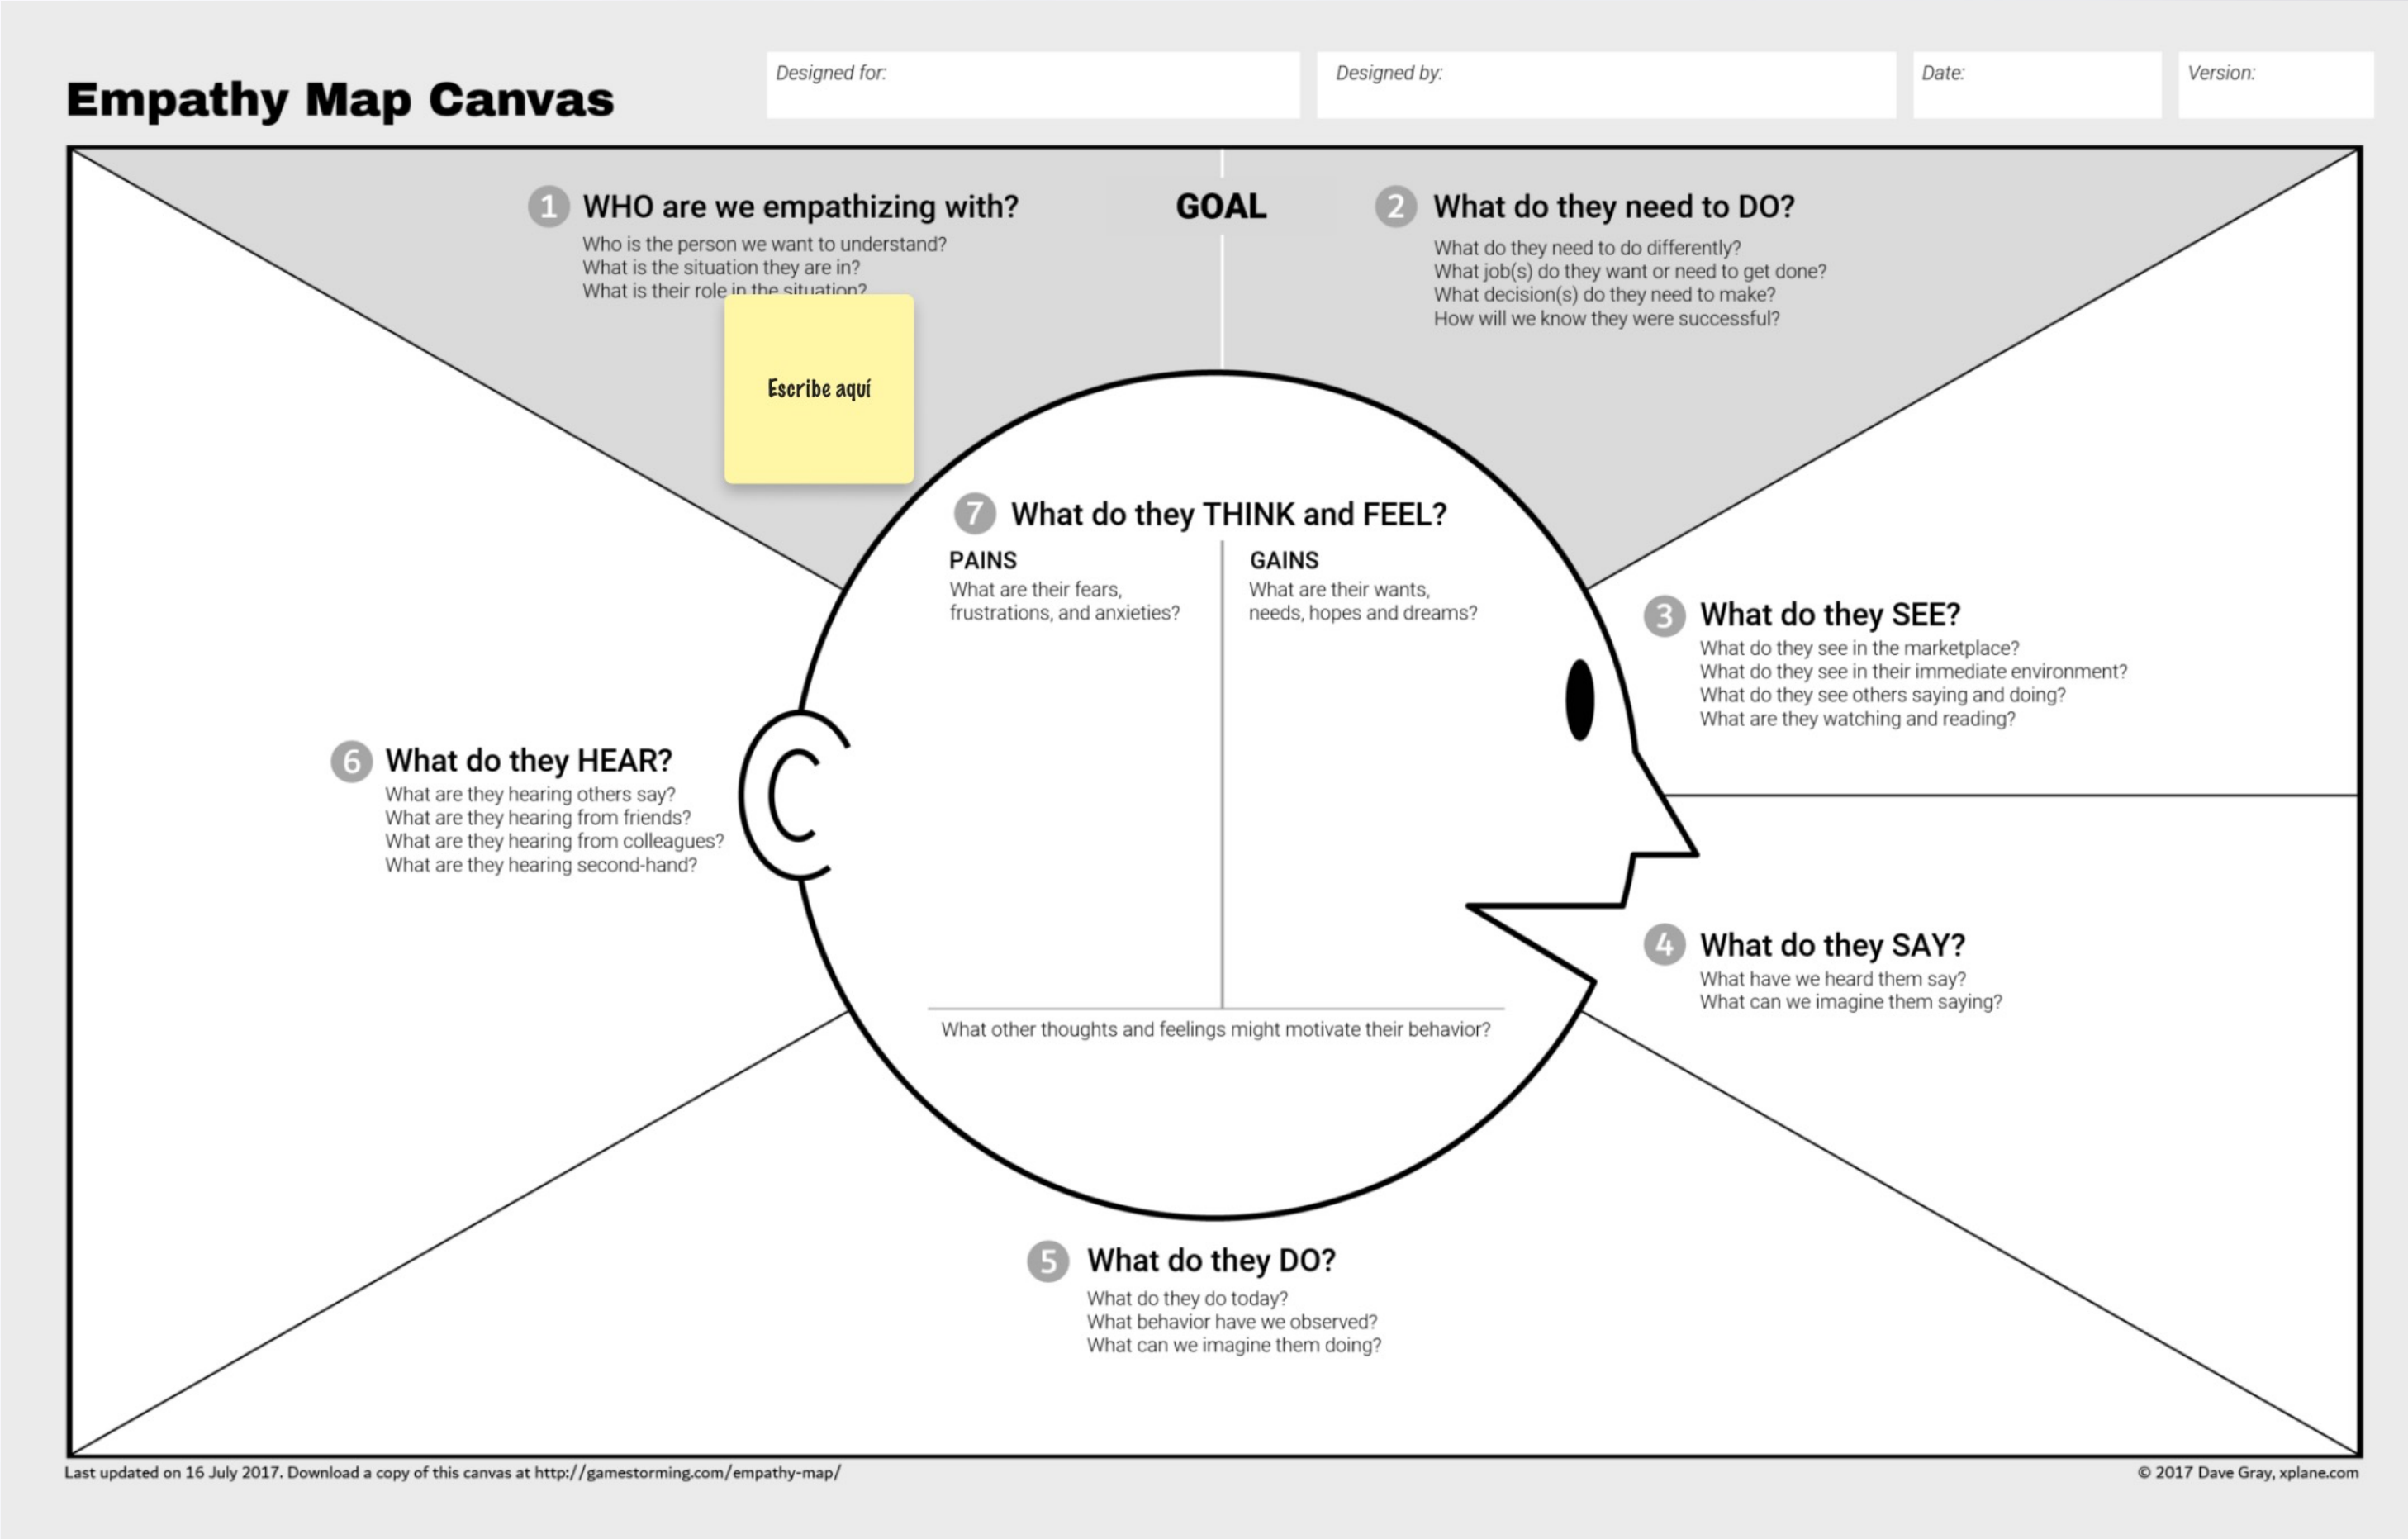 Empathy Map Canvas
Designed for:
Designed by:
Date:
Version:
1 WHO are we empathizing with?
Who is the person we want to understand?
What is the situation they are in?
What is their role in the situation?
Escribe aquí
GOAL
2 What do they need to DO?
What do they need to do differently?
What job(s) do they want or need to get done?
What decision(s) do they need to make?
How will we know they were successful?
7 What do they THINK and FEEL?
PAINS
What are their fears,
frustrations, and anxieties?
GAINS
What are their wants,
needs, hopes and dreams?
What other thoughts and feelings might motivate their behavior?
3 What do they SEE?
What do they see in the marketplace?
What do they see in their immediate environment?
What do they see others saying and doing?
What are they watching and reading?
4 What do they SAY?
What have we heard them say?
What can we imagine them saying?
5 What do they DO?
What do they do today?
What behavior have we observed?
What can we imagine them doing?
6 What do they HEAR?
What are they hearing others say?
What are they hearing from friends?
What are they hearing from colleagues?
What are they hearing second-hand?
Last updated on 16 July 2017. Download a copy of this canvas at http://gamestorming.com/empathy-map/
© 2017 Dave Gray, xplane.com